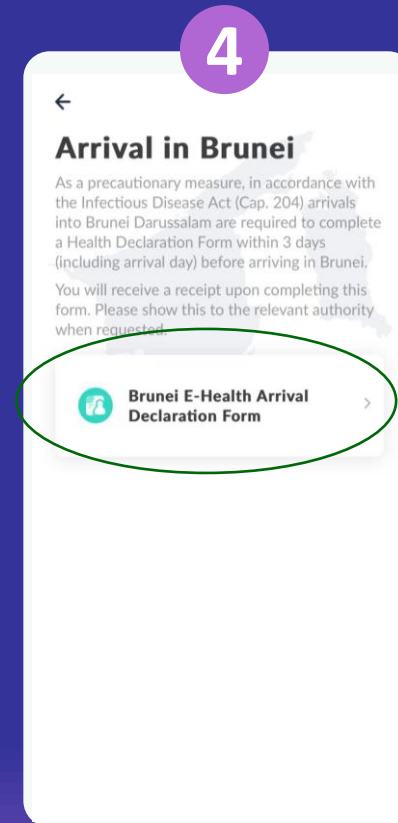 4
Arrival in Brunei
As a precautionary measure, in accordance with
the Infectious Disease Act (Cap. 204) arrivals
into Brunei Darussalam are required to complete
a Health Declaration Form within 3 days
(including arrival day) before arriving in Brunei.
You will receive a receipt upon completing this
form. Please show this to the relevant authority
when requested.
Brunei E-Health Arrival
Declaration Form